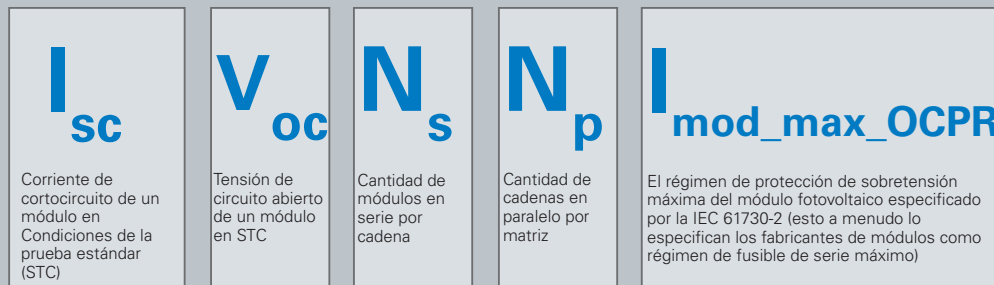 Isc
Corriente de
cortocircuito de un
módulo en
Condiciones de la
prueba estándar
(STC)
Voc
Tensión de
circuito abierto
de un módulo
en STC
Ns
Cantidad de
módulos en
serie por
cadena
Np
Cantidad de
cadenas en
paralelo por
matriz
Imod_max_OCPR
El régimen de protección de sobretensión
máxima del módulo fotovoltaico especificado
por la IEC 61730-2 (esto a menudo lo
especifican los fabricantes de módulos como
régimen de fusible de serie máximo)